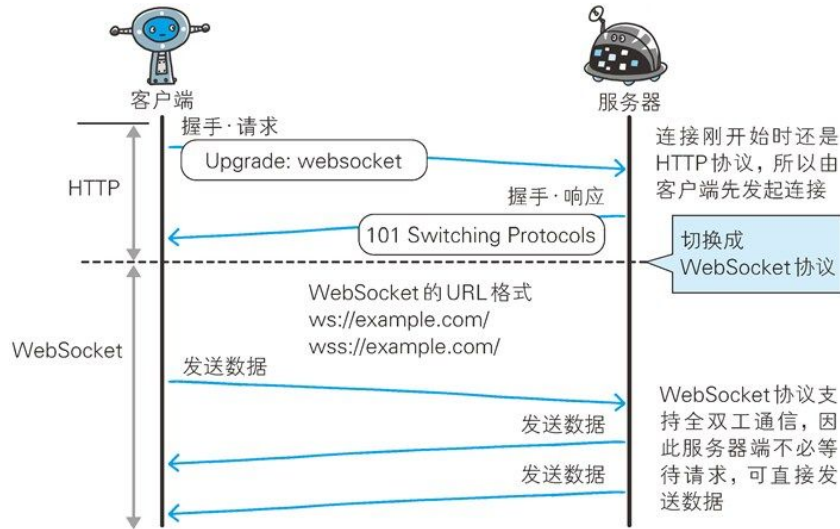 客户端
服务器
握手·请求
Upgrade: websocket
连接刚开始时还是
HTTP协议，所以由
客户端先发起连接
HTTP
握手·响应
101 Switching Protocols
切换成
WebSocket协议
WebSocket的URL格式
ws://example.com/
wss://example.com/
WebSocket
发送数据
发送数据
发送数据
WebSocket协议支
持全双工通信，因
此服务器端不必等
待请求，可直接发
送数据